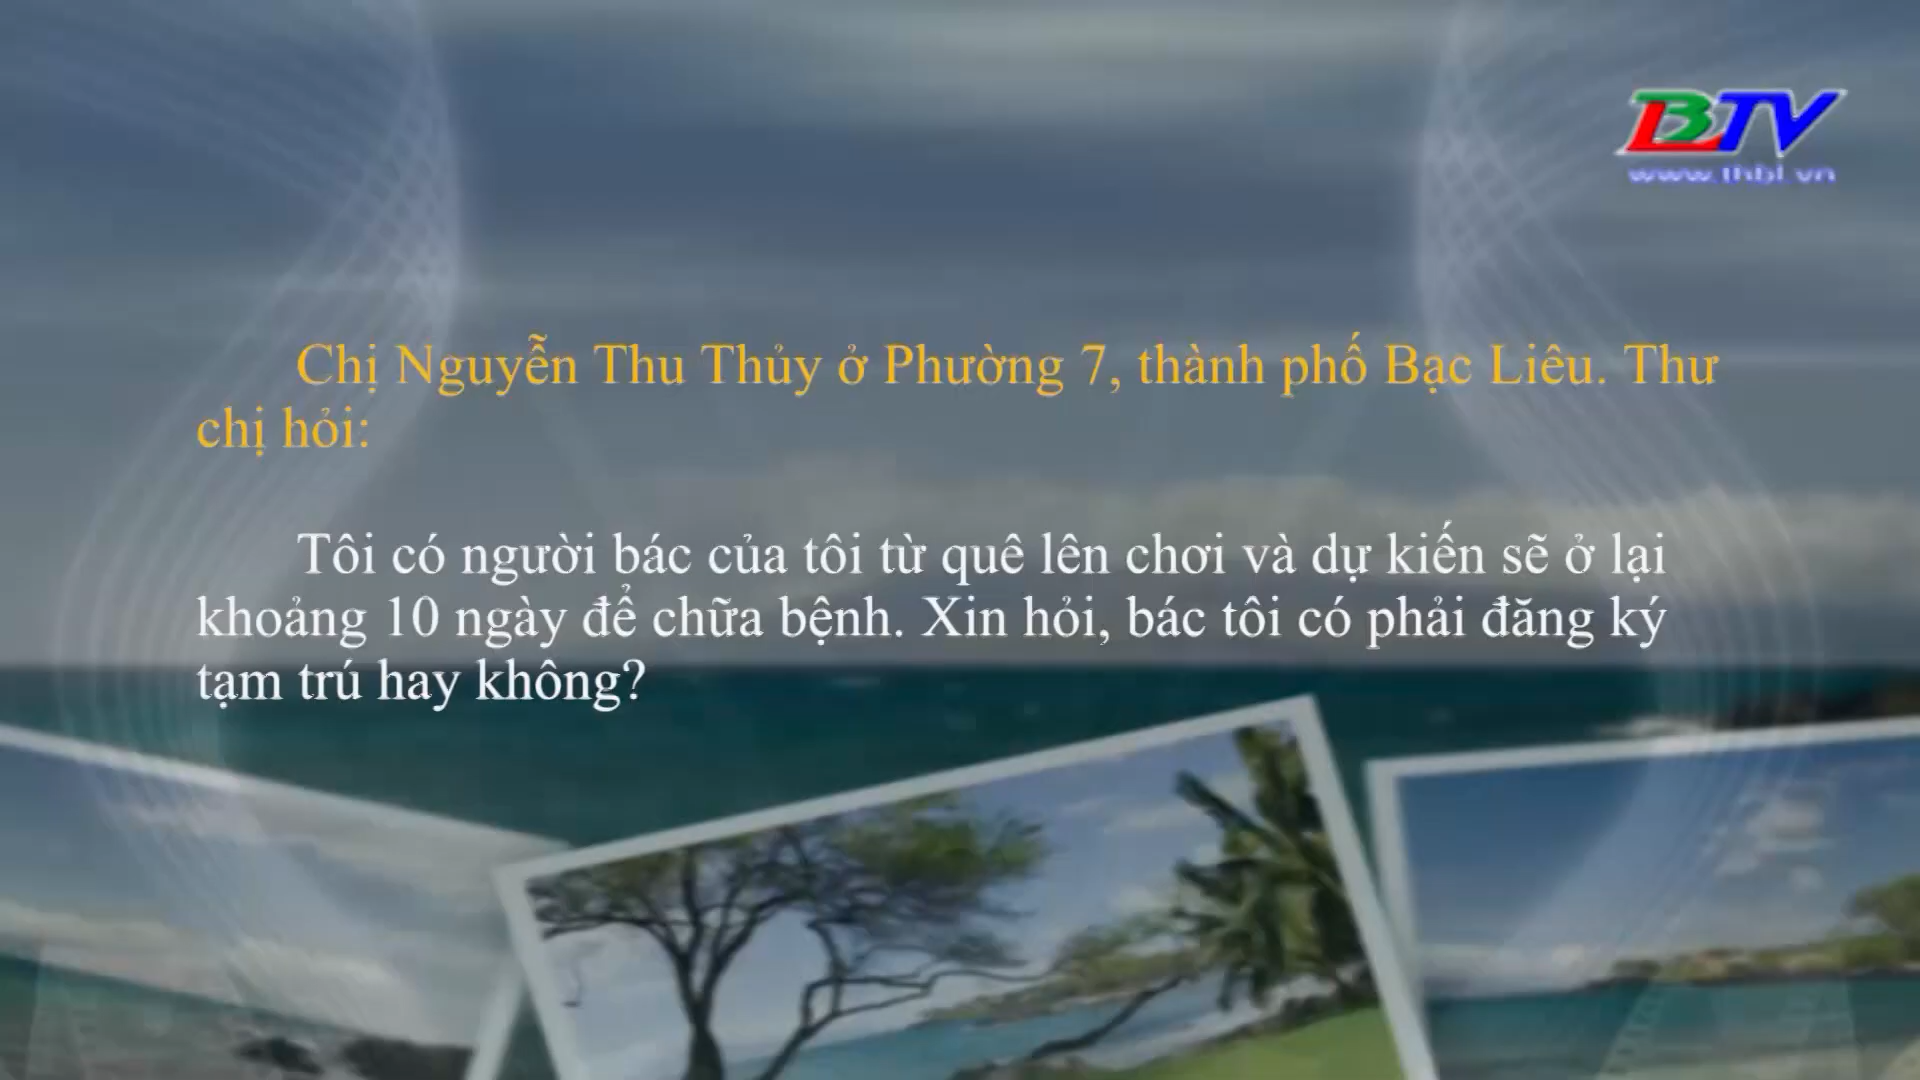 BTV
www.thbl.vn
Chị Nguyễn Thu Thủy ở Phường 7, thành phố Bạc Liêu. Thư
chị hỏi:
Tôi có người bác của tôi từ quê lên chơi và dự kiến sẽ ở lại
khoảng 10 ngày để chữa bệnh. Xin hỏi, bác tôi có phải đăng ký
tạm trú hay không?